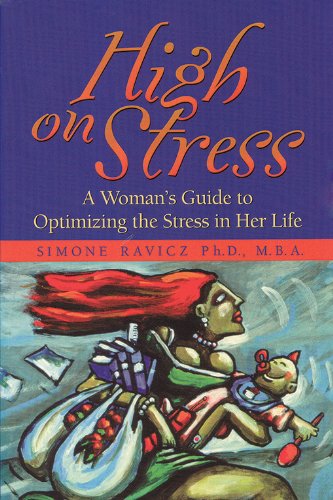 High
on Stress
A Woman's Guide to
Optimizing the Stress in Her Life
SIMONE RAVICZ Ph.D., M.B.A.